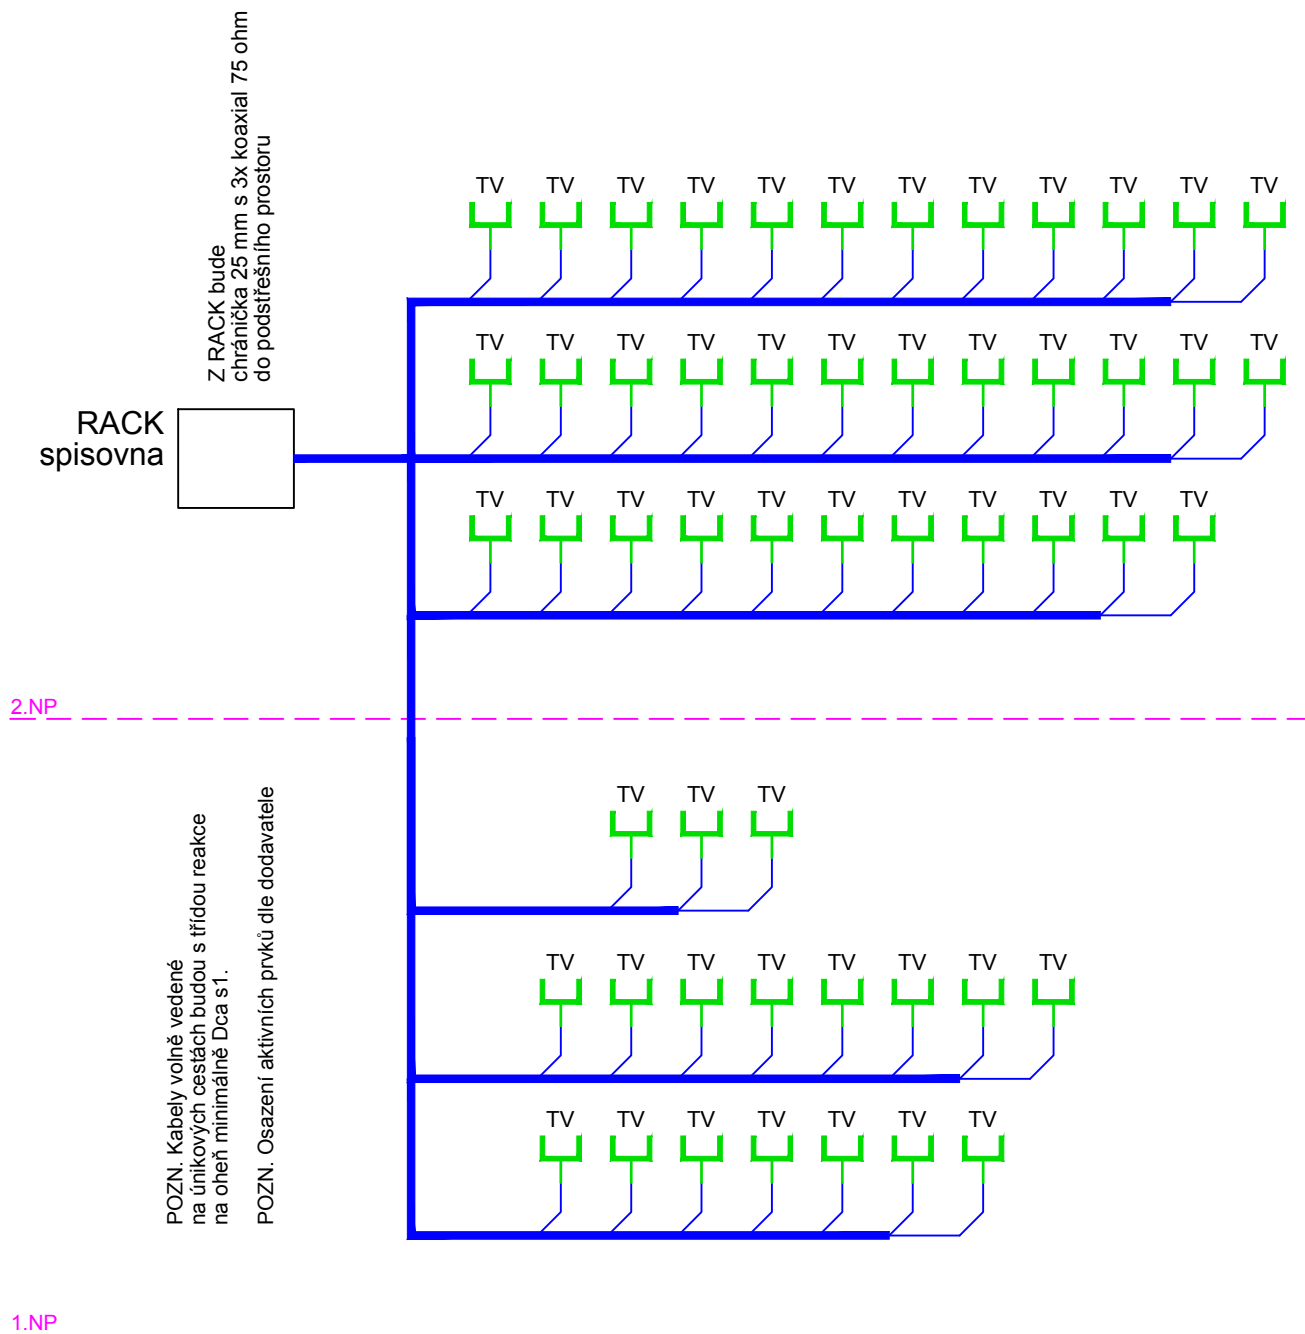 Z RACK bude
chránička 25 mm s 3x koaxial 75 ohm
do podstřešního prostoru
TV TV TV TV TV TV TV TV TV TV TV TV
TV TV TV TV TV TV TV TV TV TV TV TV
RACK
spisovna
TV TV TV TV TV TV TV TV TV TV TV
2.NP
TV TV TV
POZN. Kabely volně vedené
na únikových cestách budou s třídou reakce
na oheň minimálně Dca s1.
POZN. Osazení aktivních prvků dle dodavatele
TV TV TV TV TV TV TV TV
TV TV TV TV TV TV TV
1.NP